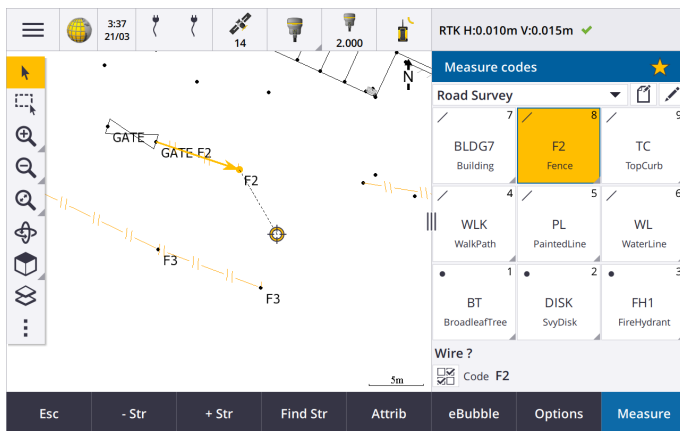 3:37
21/03
14
2.000
RTK H:0.010m V:0.015m
Measure codes
Road Survey
N
GATE
GATE F2
F2
F3
F3
5m
7
BLDG7
Building
8
F2
Fence
9
TC
TopCurb
4
WLK
WalkPath
5
PL
PaintedLine
6
WL
WaterLine
1
BT
BroadleafTree
2
DISK
SvyDisk
3
FH1
FireHydrant
Wire ?
Code F2
Esc - Str + Str Find Str Attrib eBubble Options Measure